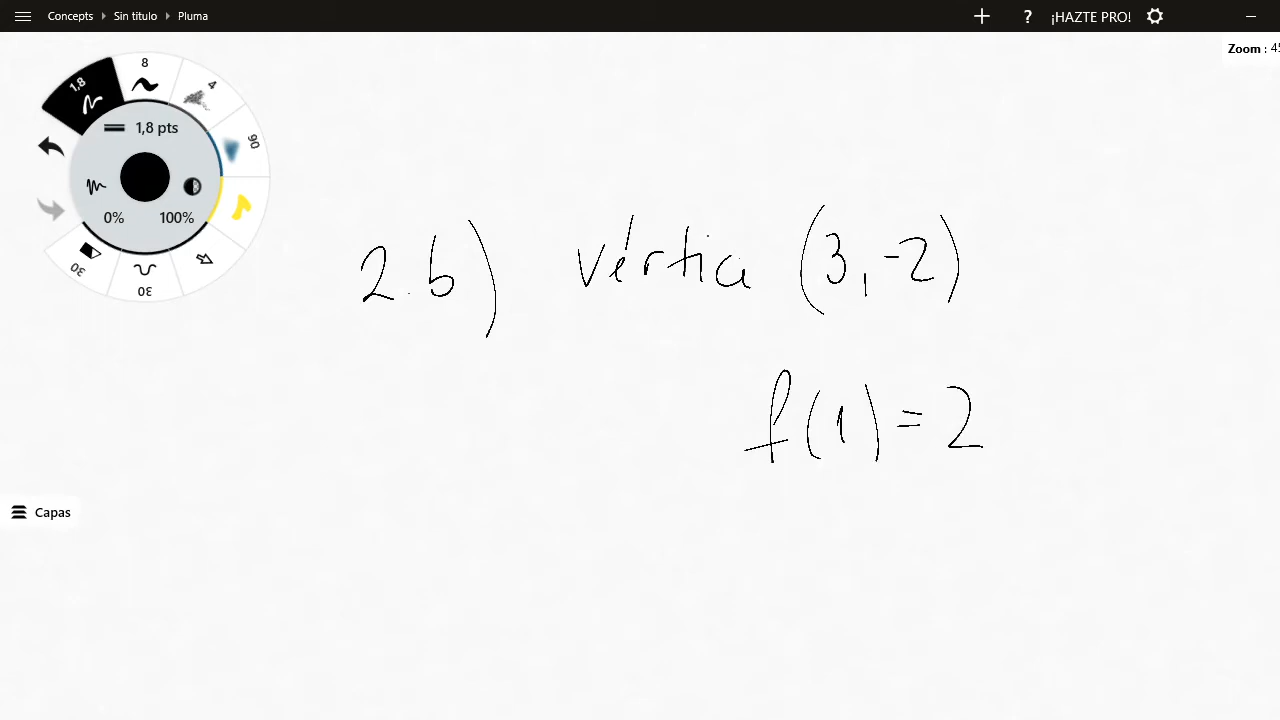 Concepts › Sin título › Pluma
? ¡HAZTE PRO!
Zoom : 45
1,8
8
4
90
1,8 pts
0% 100%
30
30
Capas
2.b) vértice (3,-2)
f(1) = 2